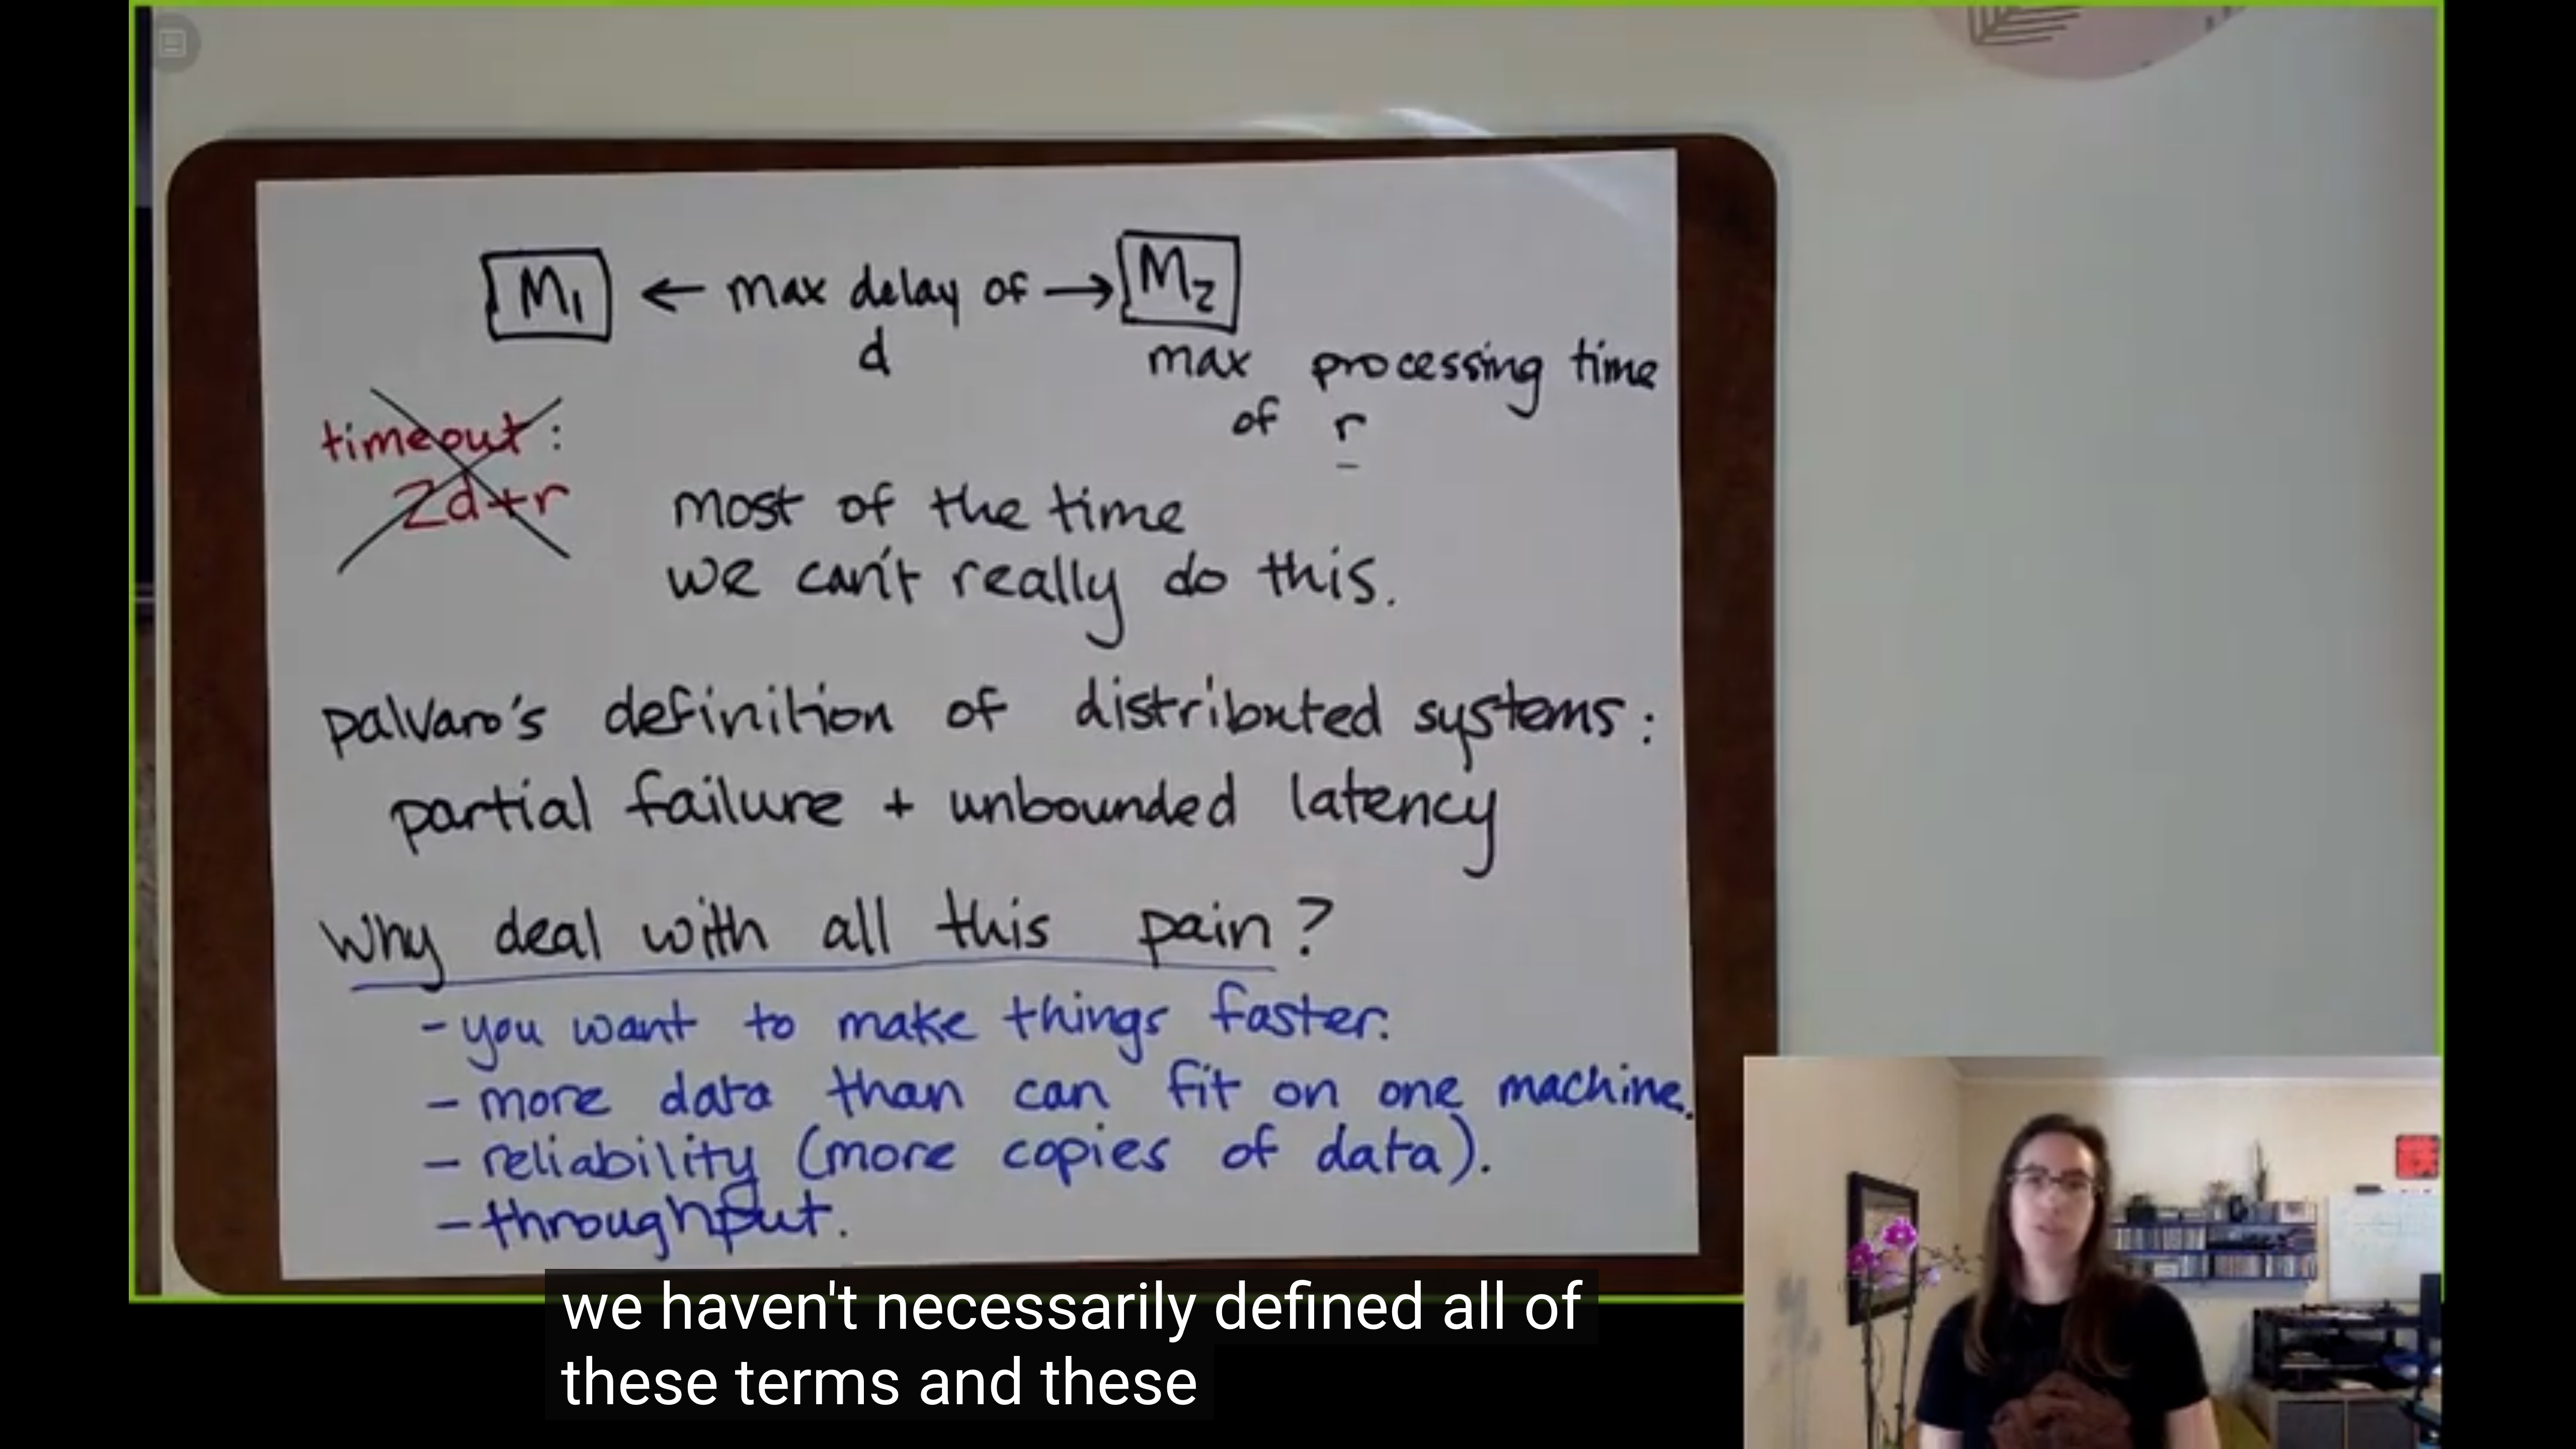 M1 ← max delay of → M2
d
max processing time
of r
timeout:
2d+r
most of the time
we can't really do this.
palvaro's definition of distributed systems:
partial failure + unbounded latency
Why deal with all this pain?
- you want to make things faster.
- more data than can fit on one machine.
- reliability (more copies of data).
- throughput.
we haven't necessarily defined all of
these terms and these